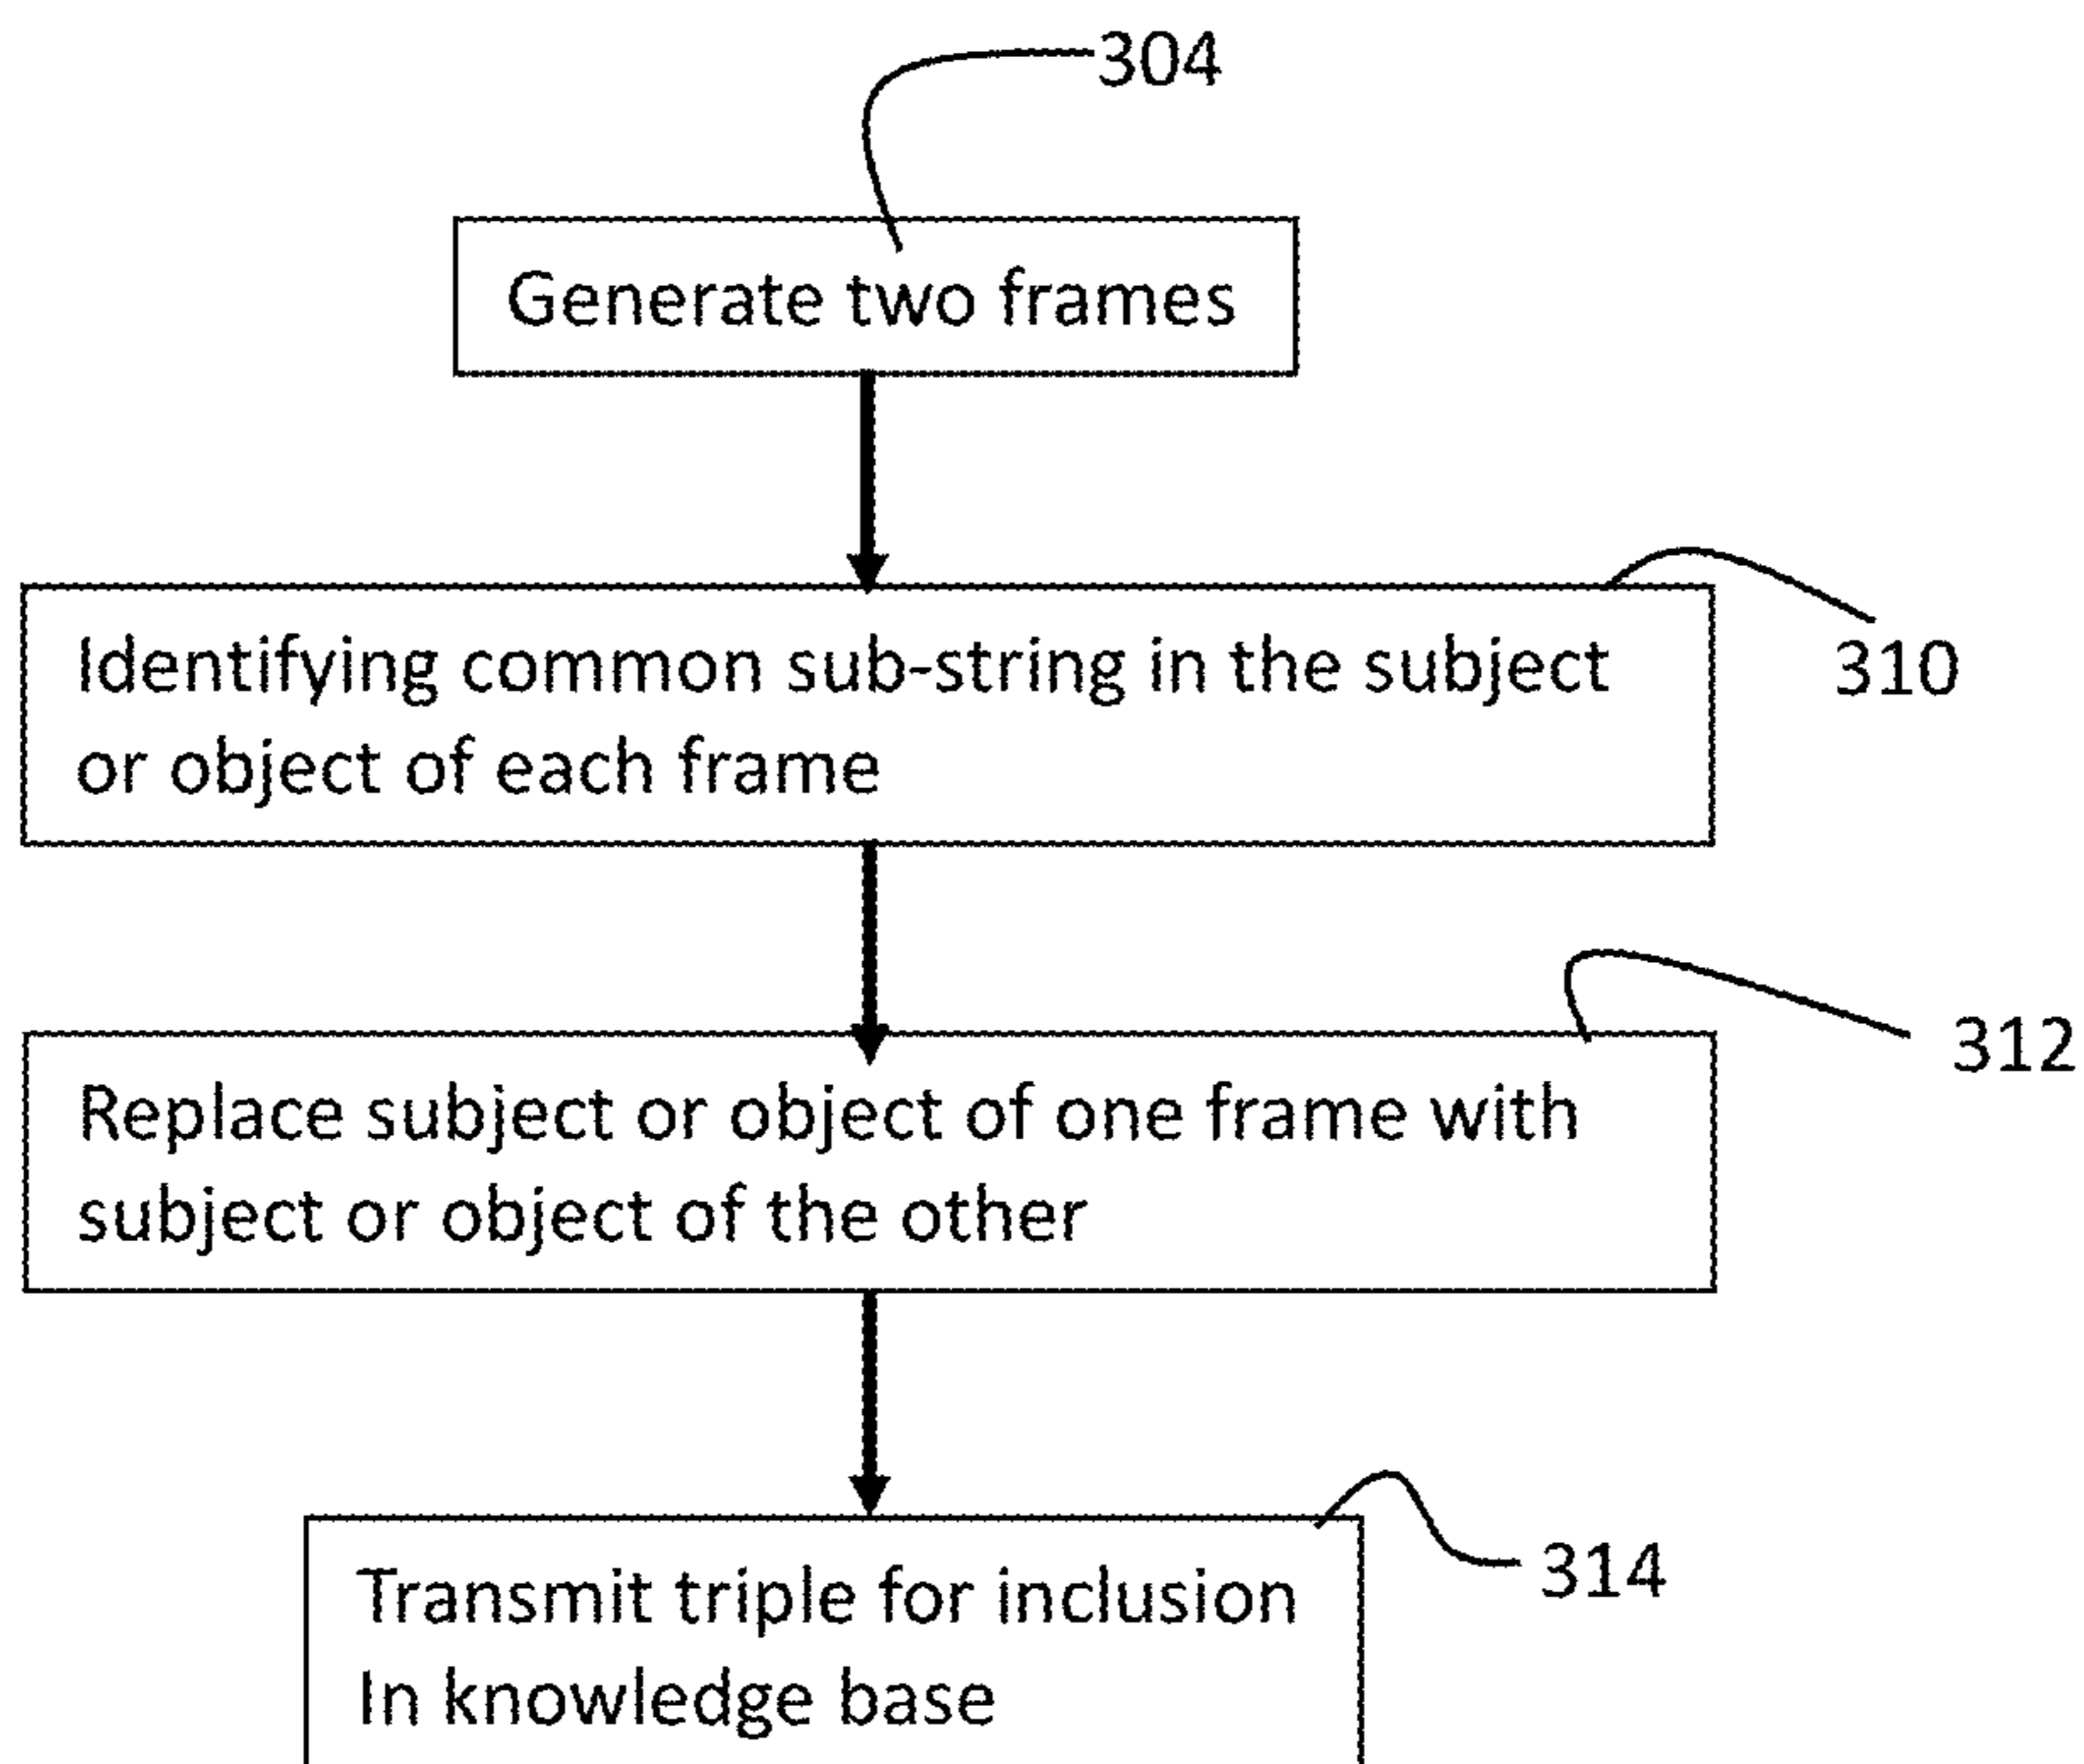 304
Generate two frames
Identifying common sub-string in the subject
or object of each frame
310
Replace subject or object of one frame with
subject or object of the other
312
Transmit triple for inclusion
In knowledge base
314